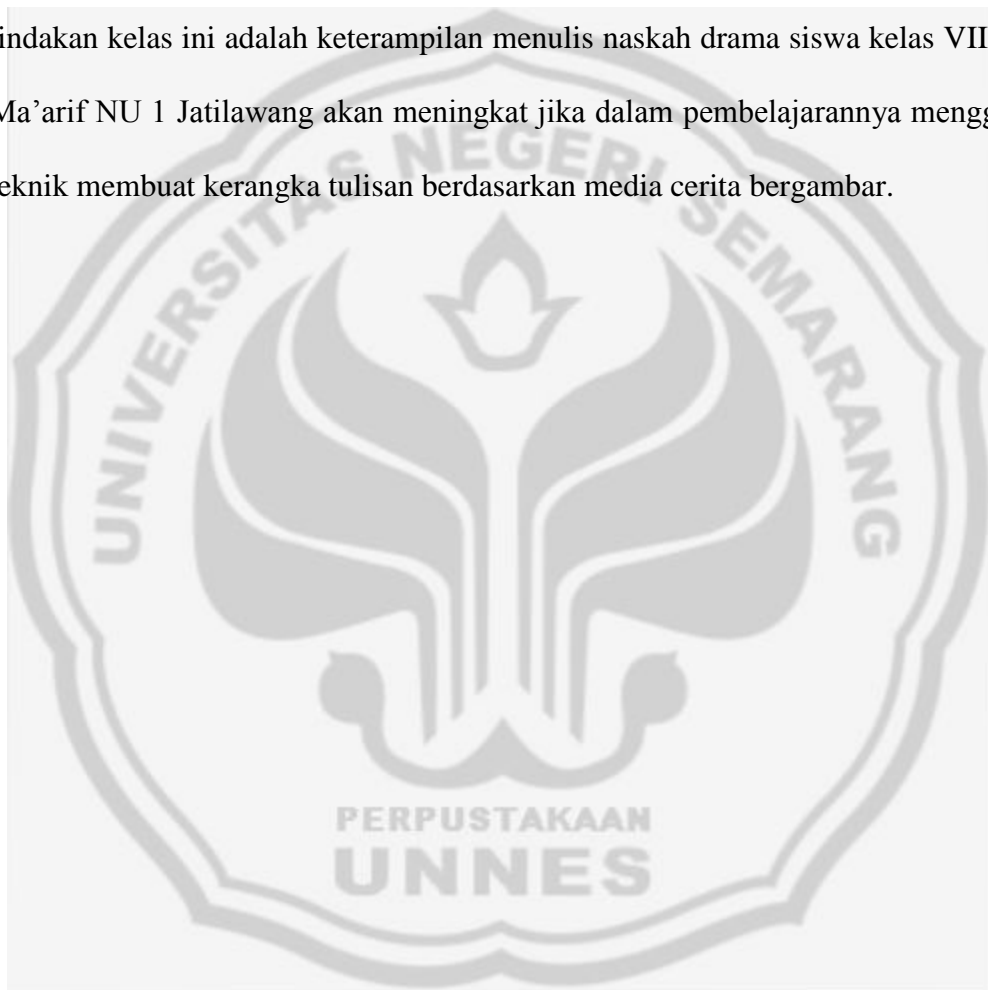 indakan kelas ini adalah keterampilan menulis naskah drama siswa kelas VII
Ma’arif NU 1 Jatilawang akan meningkat jika dalam pembelajarannya mengg
eknik membuat kerangka tulisan berdasarkan media cerita bergambar.
UNIVERSITAS NEGERI SEMARANG
PERPUSTAKAAN
UNNES